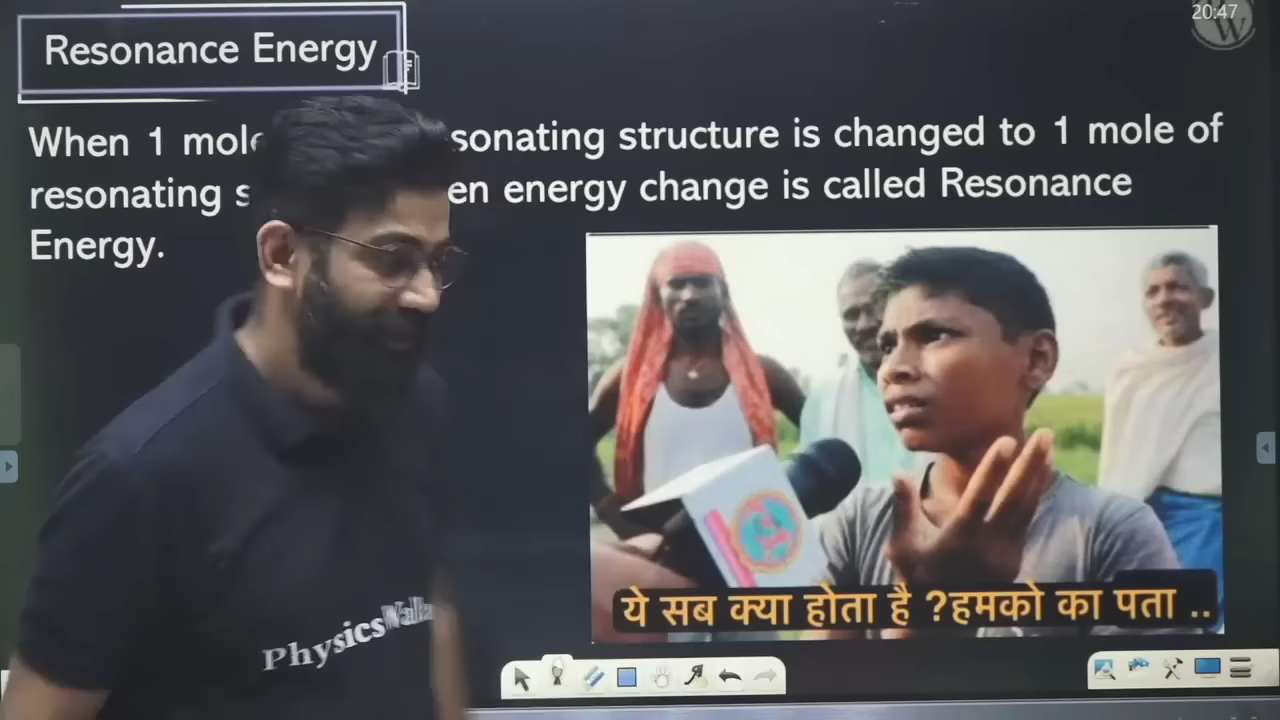 20:47
W
Resonance Energy
When 1 mole sonating structure is changed to 1 mole of
resonating en energy change is called Resonance
Energy.
ये सब क्या होता है ?हमको का पता ..
Physics